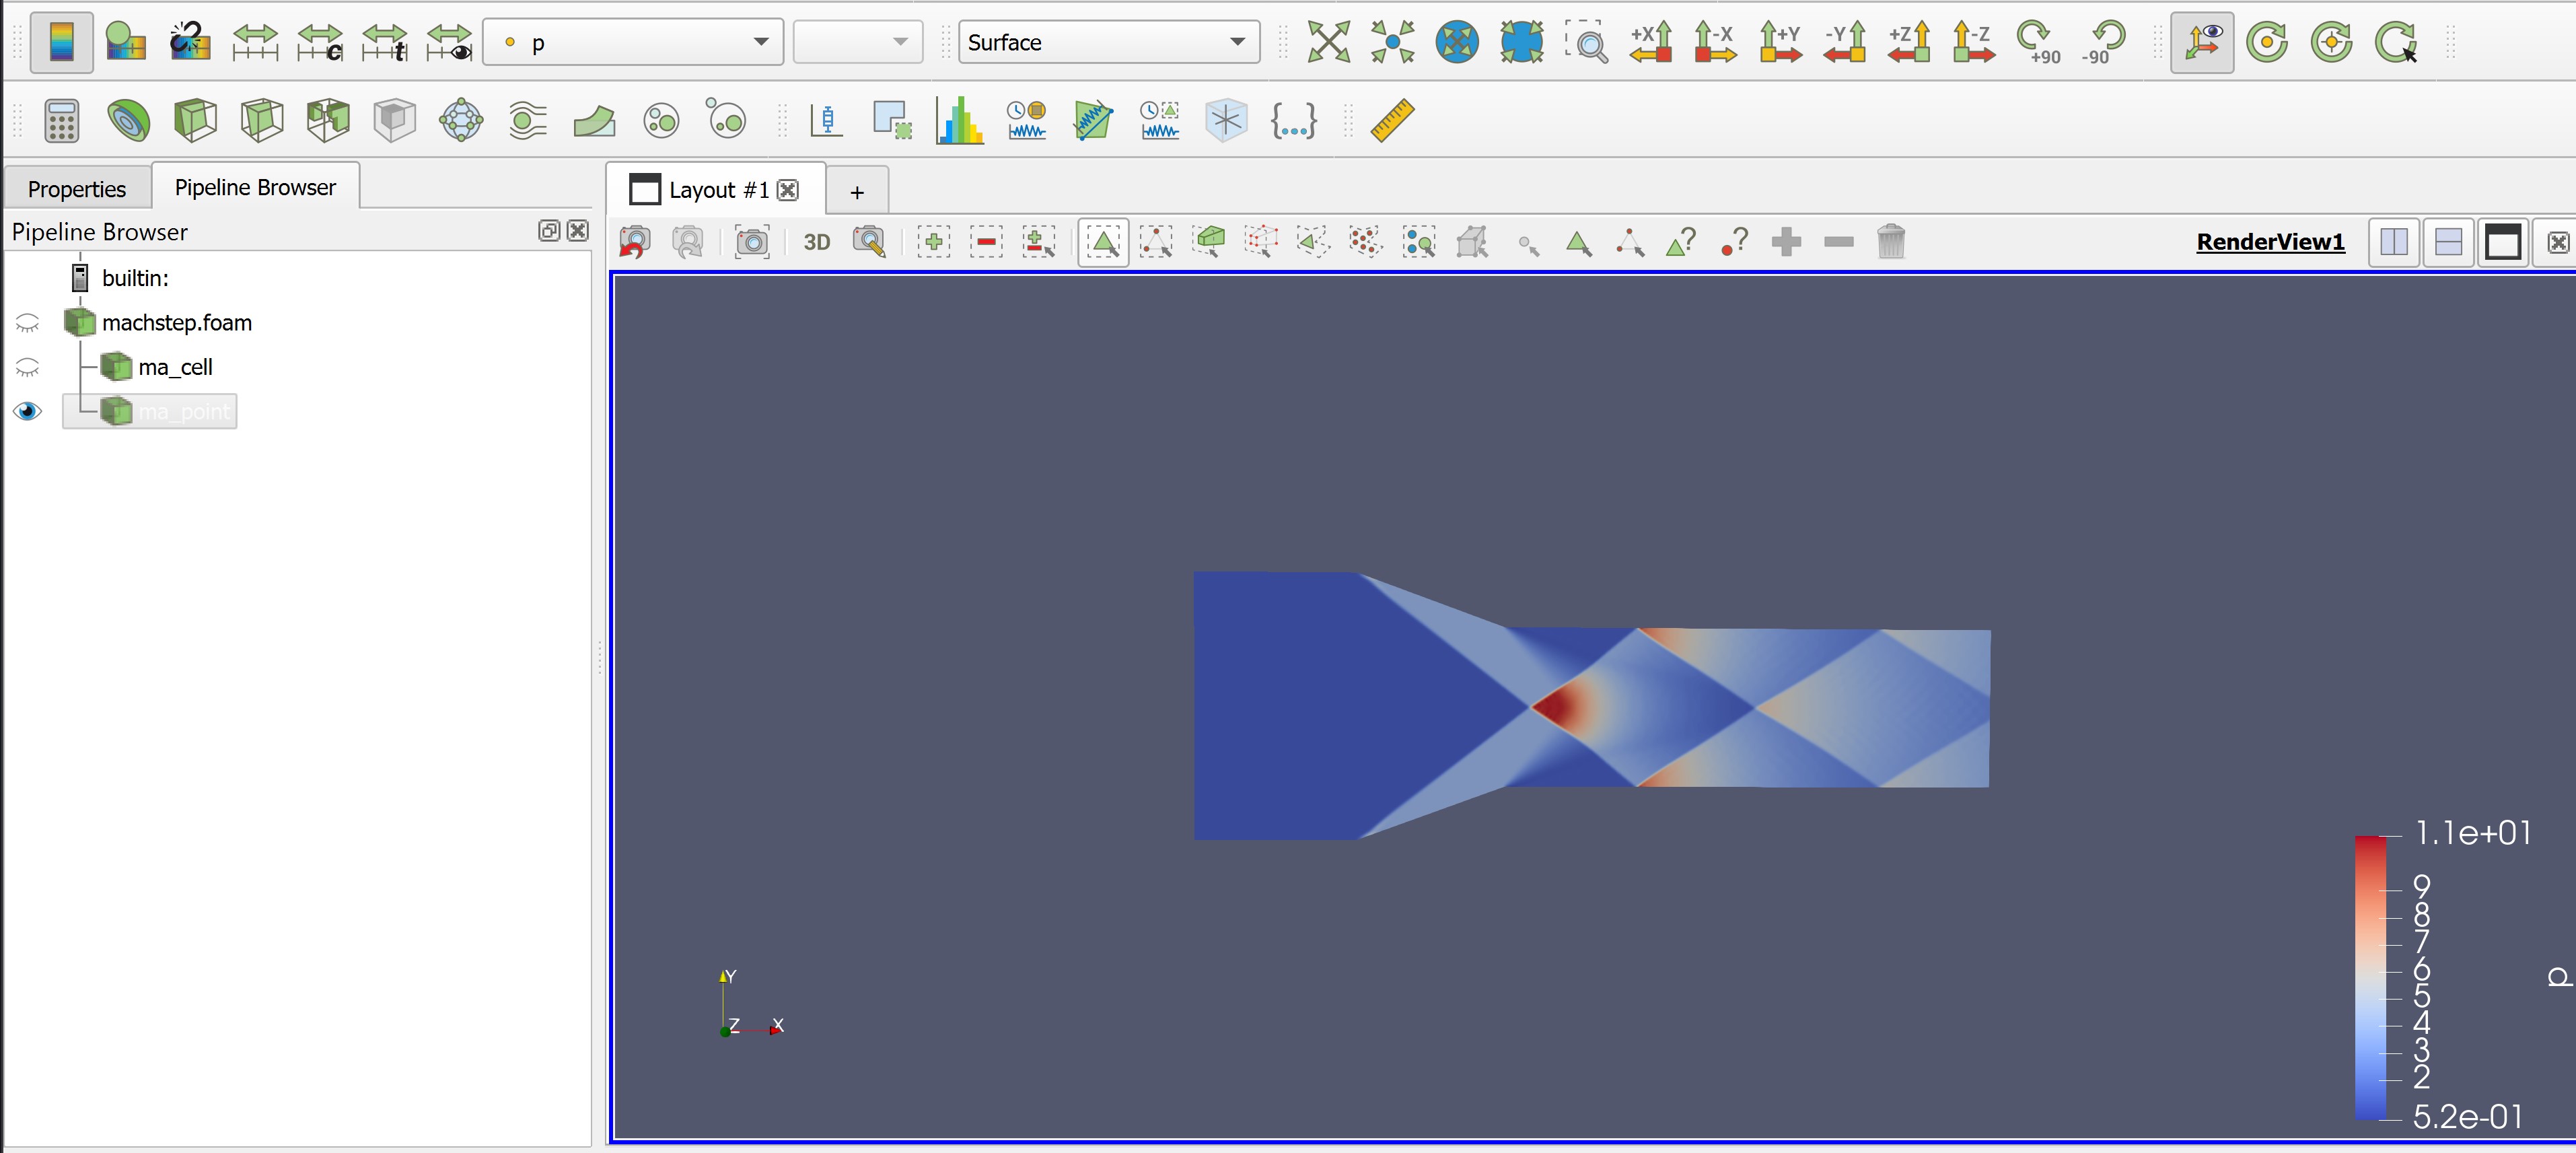 c t p Surface +X -X +Y -Y +Z -Z +90 -90
{...}
Properties Pipeline Browser Layout #1 +
Pipeline Browser 3D ? ? RenderView1
builtin:
machstep.foam
ma_cell
ma_point
1.1e+01
9
8
7
6
5
4
3
2
5.2e-01
p
Y
Z X